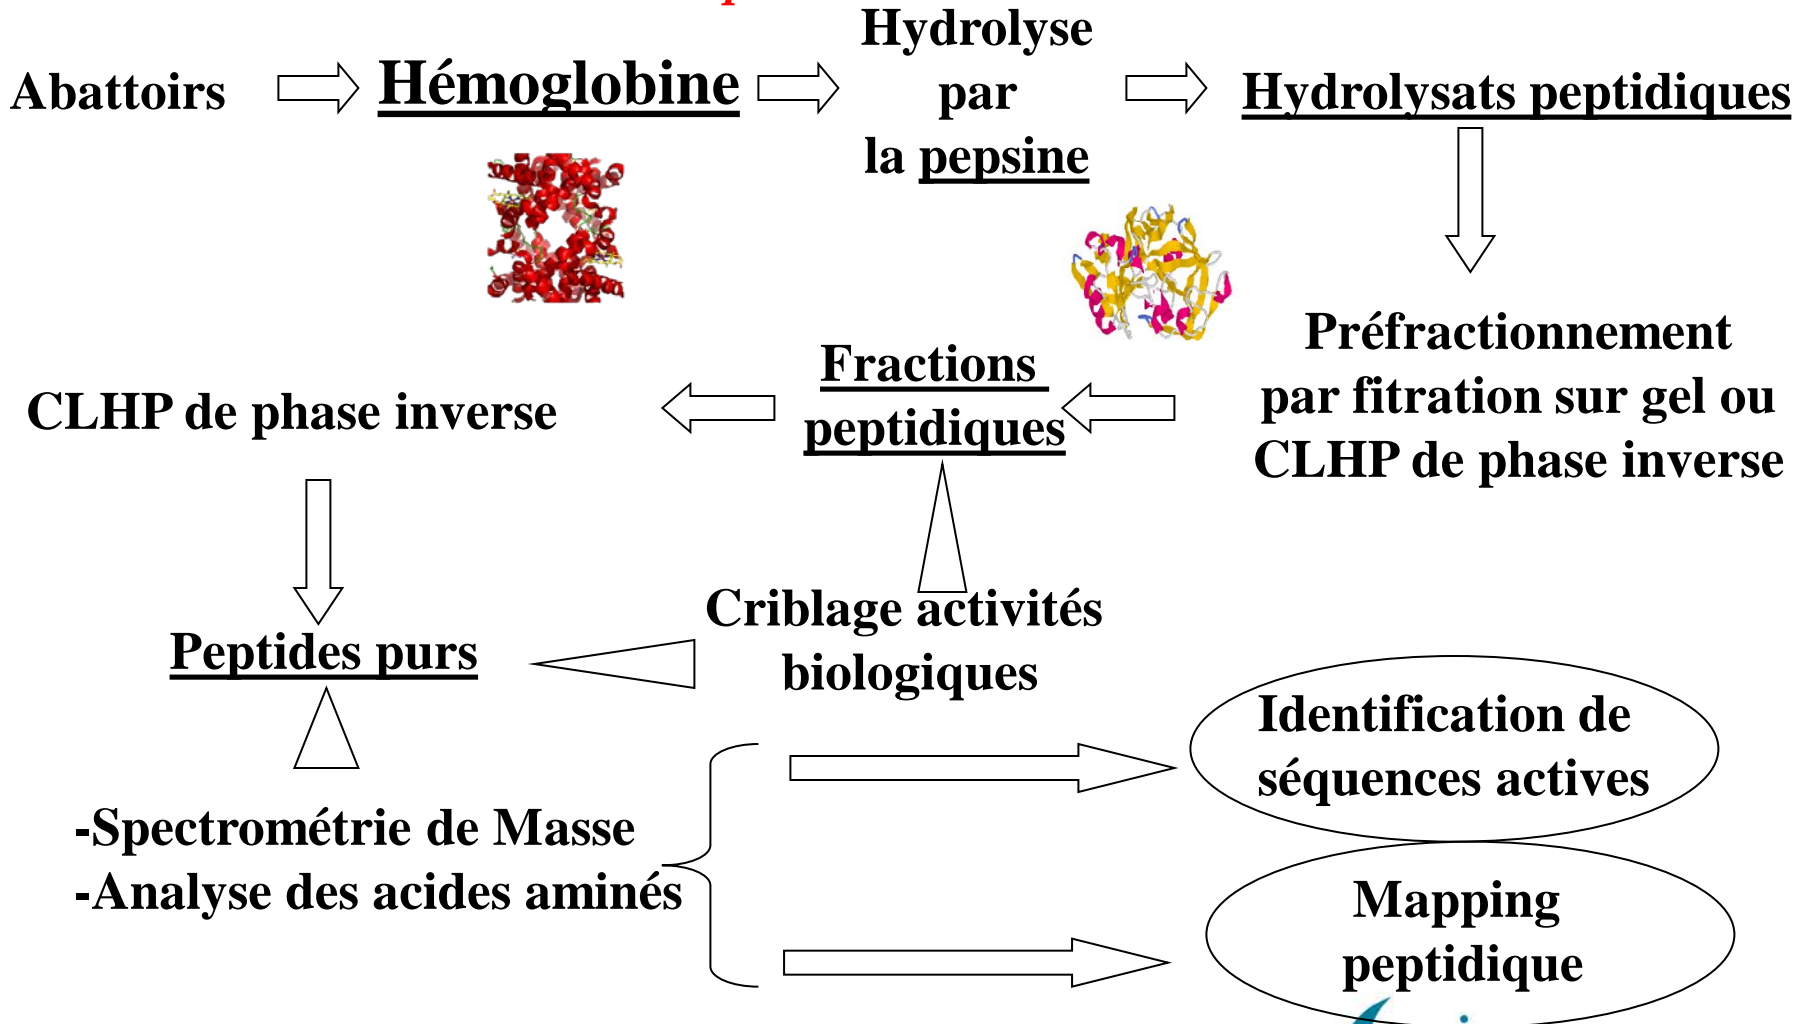 Abattoirs
Hémoglobine
Hydrolyse
par
la pepsine
Hydrolysats peptidiques
Préfractionnement
par fitration sur gel ou
CLHP de phase inverse
Fractions
peptidiques
CLHP de phase inverse
Criblage activités
biologiques
Peptides purs
-Spectrométrie de Masse
-Analyse des acides aminés
Identification de
séquences actives
Mapping
peptidique